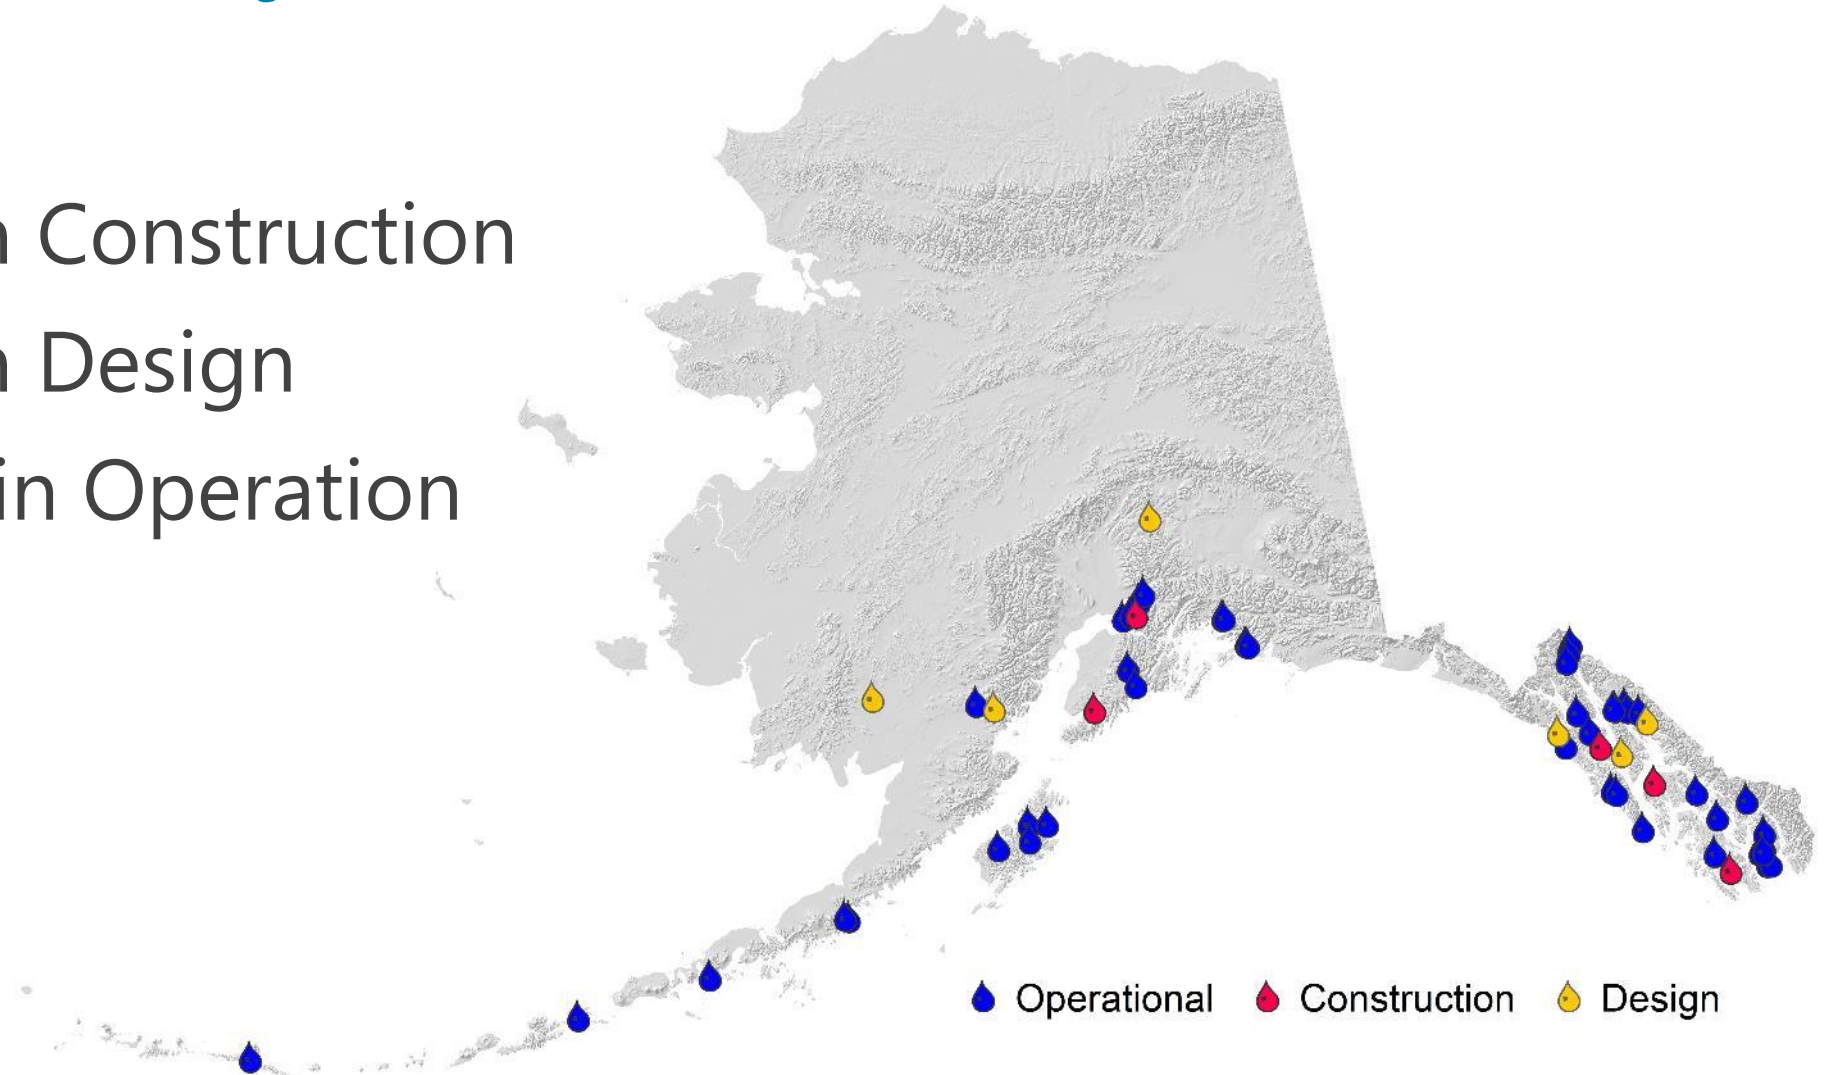 Construction
Design
in Operation
Operational Construction Design